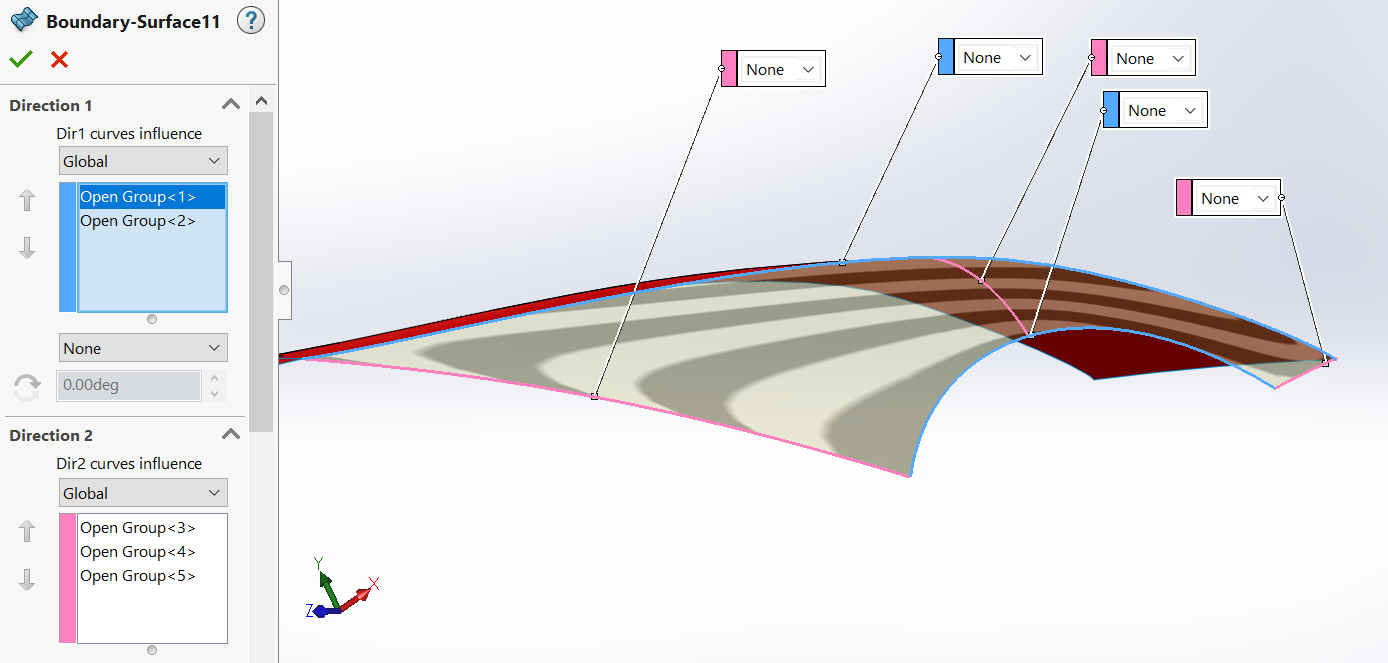 Boundary-Surface11
?
Direction 1
Dir1 curves influence
Global
Open Group<1>
Open Group<2>
None
0.00deg
Direction 2
Dir2 curves influence
Global
Open Group<3>
Open Group<4>
Open Group<5>
None
None
None
None
None
Y
X
Z